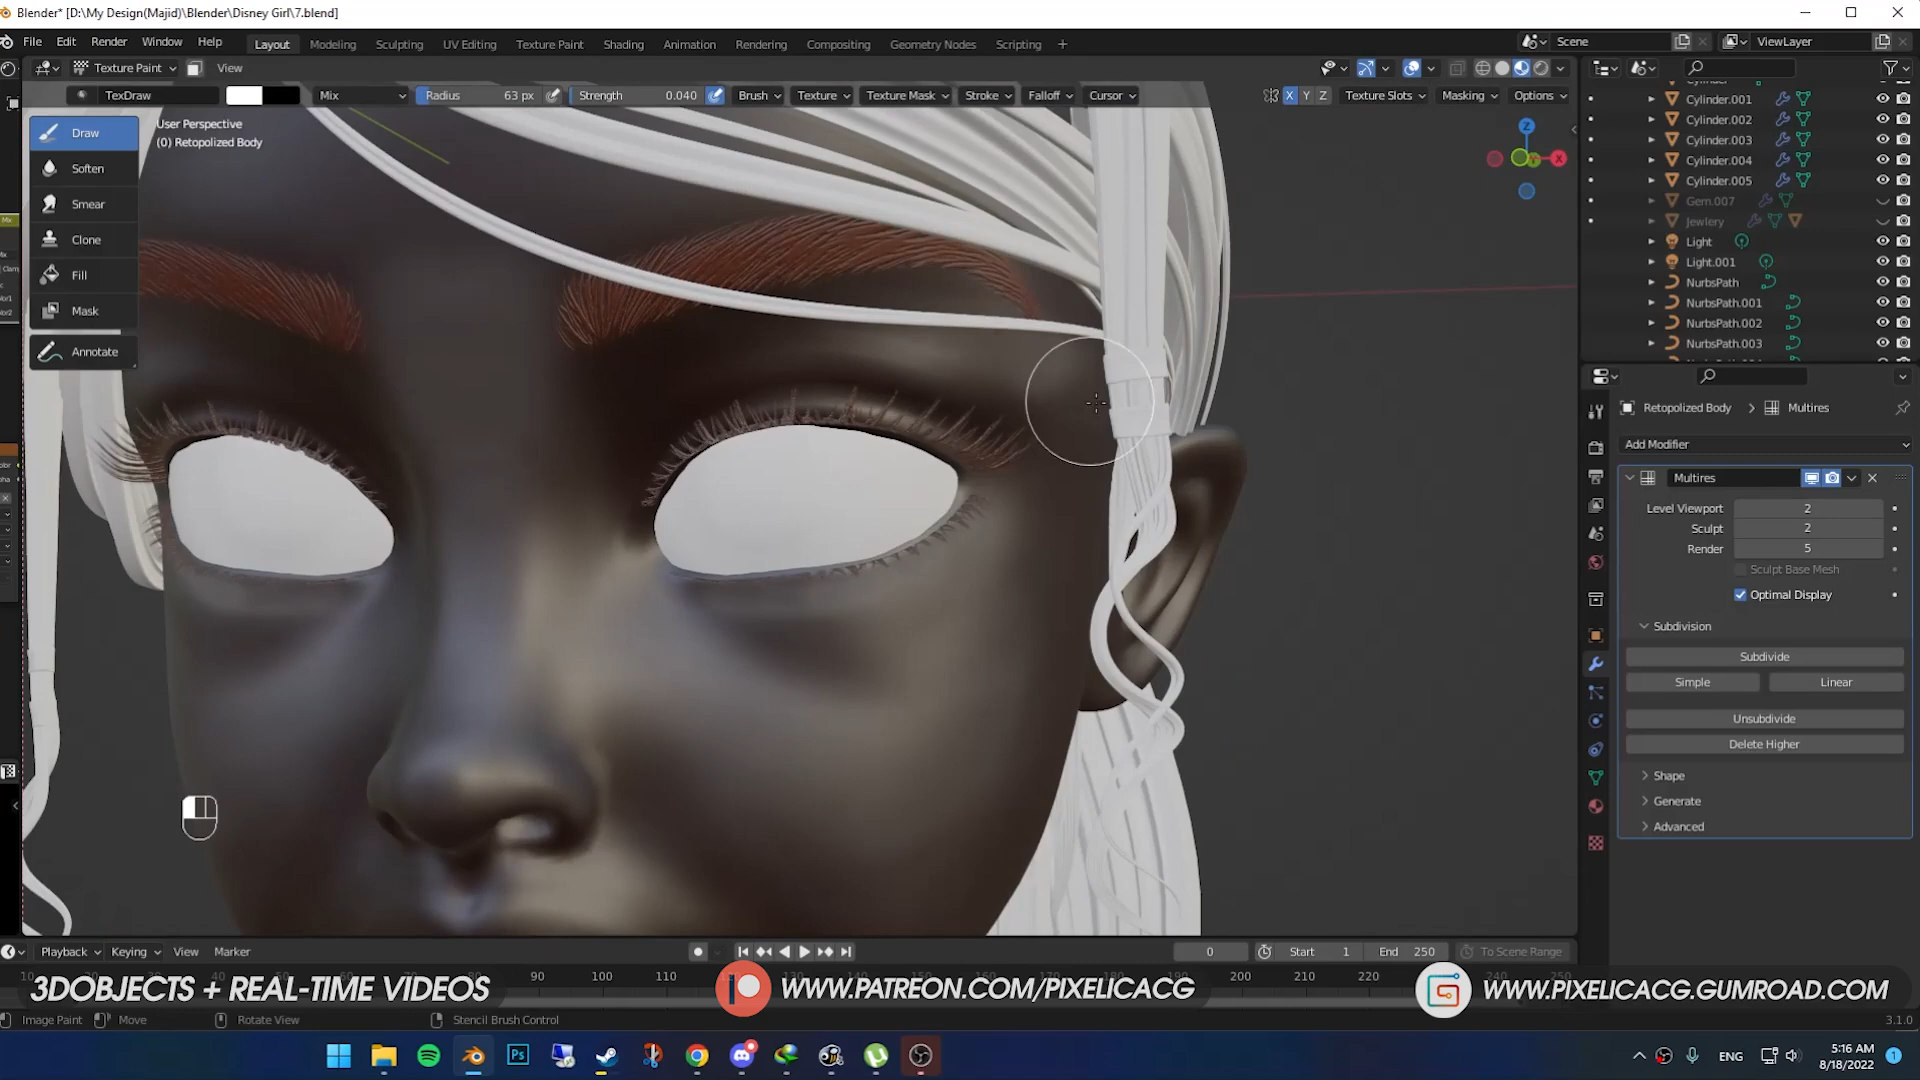 Blender* [D:\My Design(Majid)\Blender\Disney Girl\7.blend]
File Edit Render Window Help Layout Modeling Sculpting UV Editing Texture Paint Shading Animation Rendering Compositing Geometry Nodes Scripting + Scene ViewLayer
Texture Paint View
TexDraw Mix Radius 63 px Strength 0.040 Brush Texture Texture Mask Stroke Falloff Cursor X Y Z Texture Slots Masking Options
User Perspective
(0) Retopolized Body
Draw
Soften
Smear
Clone
Fill
Mask
Annotate
Z
X
Cylinder.001
Cylinder.002
Cylinder.003
Cylinder.004
Cylinder.005
Gem.007
Jewlery
Light
Light.001
NurbsPath
NurbsPath.001
NurbsPath.002
NurbsPath.003
Retopolized Body > Multires
Add Modifier
Multires
Level Viewport 2
Sculpt 2
Render 5
Sculpt Base Mesh
Optimal Display
Subdivision
Subdivide
Simple Linear
Unsubdivide
Delete Higher
Shape
Generate
Advanced
Playback Keying View Marker 0 Start 1 End 250 To Scene Range
90 100 110 200 210
3DOBJECTS + REAL-TIME VIDEOS WWW.PATREON.COM/PIXELICACG WWW.PIXELICACG.GUMROAD.COM
Image Paint Move Rotate View Stencil Brush Control 3.1.0
Ps ENG 5:16 AM
8/18/2022 1